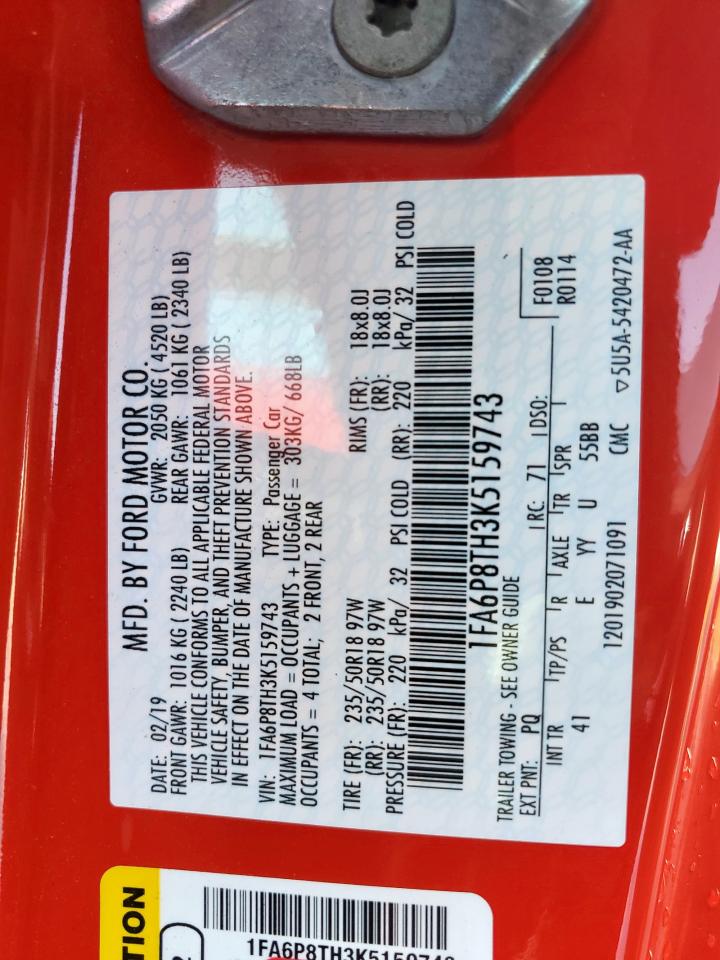 MFD. BY FORD MOTOR CO.
DATE: 02/19 GVWR: 2050 KG ( 4520 LB)
FRONT GAWR: 1016 KG ( 2240 LB) REAR GAWR: 1061 KG ( 2340 LB)
THIS VEHICLE CONFORMS TO ALL APPLICABLE FEDERAL MOTOR
VEHICLE SAFETY, BUMPER, AND THEFT PREVENTION STANDARDS
IN EFFECT ON THE DATE OF MANUFACTURE SHOWN ABOVE.
VIN: 1FA6P8TH3K5159743 TYPE: Passenger Car
MAXIMUM LOAD = OCCUPANTS + LUGGAGE = 303KG/ 668LB
OCCUPANTS = 4 TOTAL; 2 FRONT, 2 REAR
TIRE (FR): 235/50R18 97W RIMS (FR): 18x8.0J
(RR): 235/50R18 97W (RR): 18x8.0J
PRESSURE (FR): 220 kPa/ 32 PSI COLD (RR): 220 kPa/ 32 PSI COLD
1FA6P8TH3K5159743
TRAILER TOWING - SEE OWNER GUIDE
EXT PNT: PQ RC: 71 DSO: F0108
R0114
INT TR TP/PS R AXLE TR SPR
41 E YY U 55BB
1201902071091 CMC ▽5U5A-5420472-AA
TION
1FA6P8TH3K5159743